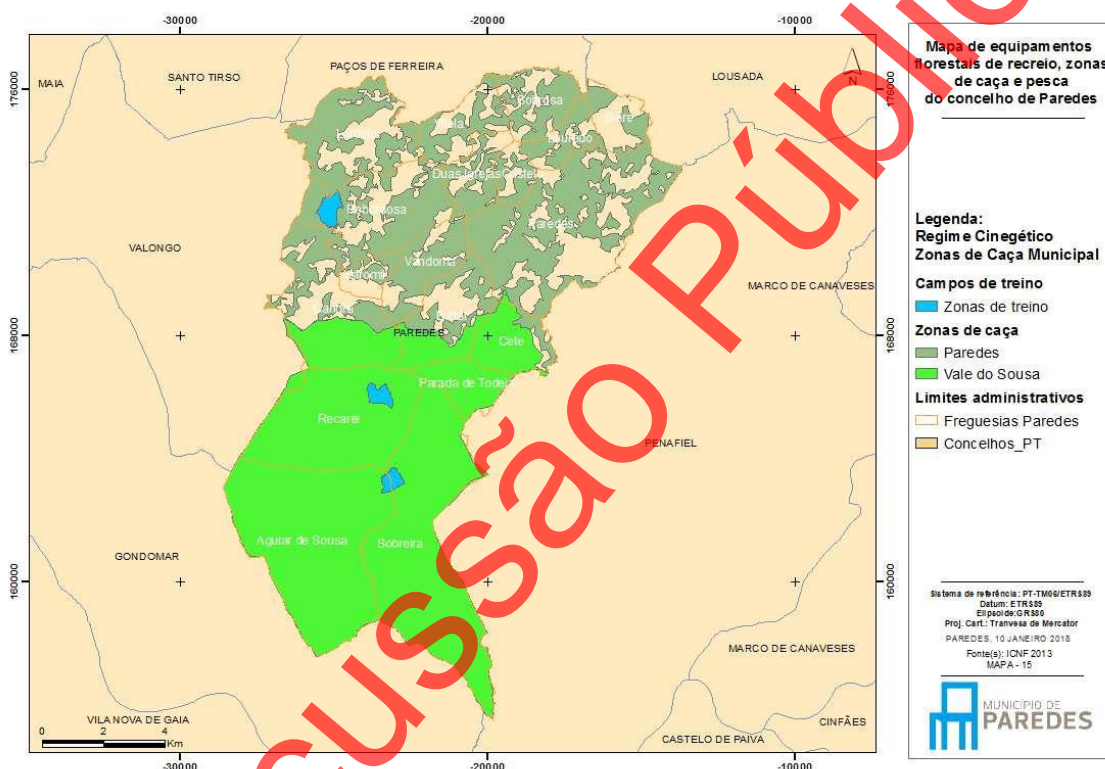 -30000
-20000
-10000
176000
168000
160000
MAIA
SANTO TIRSO
PAÇOS DE FERREIRA
LOUSADA
N
Duas Igrejas
VALONGO
Vandoma
MARCO DE CANAVESES
PAREDES
Cete
Parada de Todeia
Recarei
PENAFIEL
Aguiar de Sousa
Sobreira
GONDOMAR
MARCO DE CANAVESES
VILA NOVA DE GAIA
CINFÃES
CASTELO DE PAIVA
0 2 4
Km
-30000
-20000
-10000
176000
168000
160000
cussão Públic
Mapa de equipamentos
florestais de recreio, zonas
de caça e pesca
do concelho de Paredes
Legenda:
Regime Cinegético
Zonas de Caça Municipal
Campos de treino
Zonas de treino
Zonas de caça
Paredes
Vale do Sousa
Limites administrativos
Freguesias Paredes
Concelhos_PT
Sistema de referência: PT-TM06/ETRS89
Datum: ETRS89
Elipsoide:GRS80
Proj. Cart.: Tranvesa de Mercator
PAREDES, 10 JANEIRO 2018
Fonte(s): ICNF 2013
MAPA - 15
MUNICÍPIO DE
PAREDES